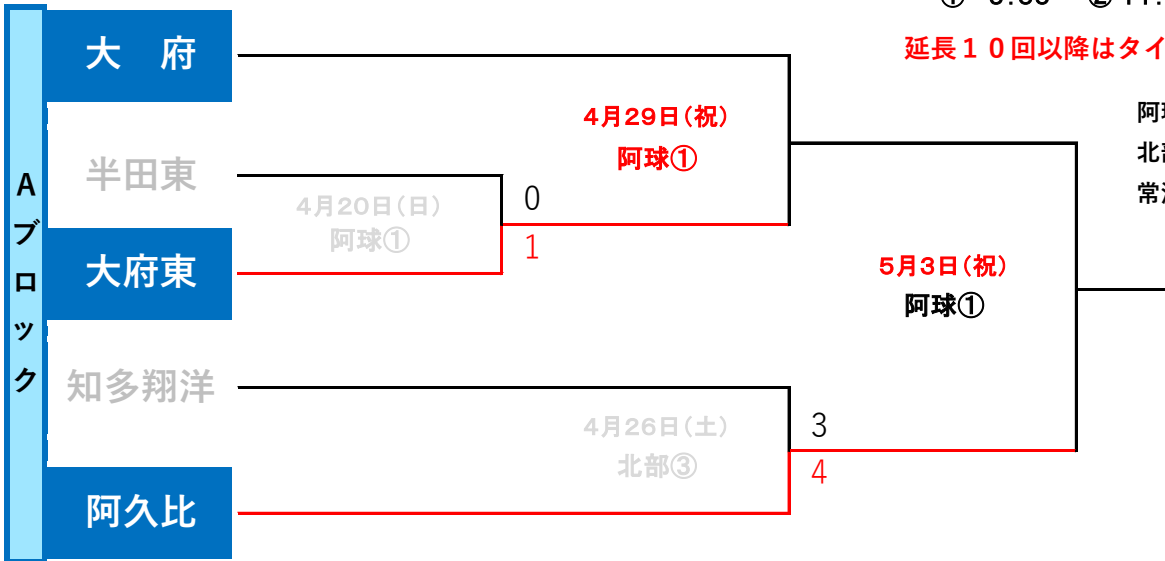 Aブロック
大　府
半田東
大府東
知多翔洋
阿久比
4月20日(日)
阿球①
0
1
4月29日(祝)
阿球①
4月26日(土)
北部③
3
4
5月3日(祝)
阿球①
延長１０回以降はタイ